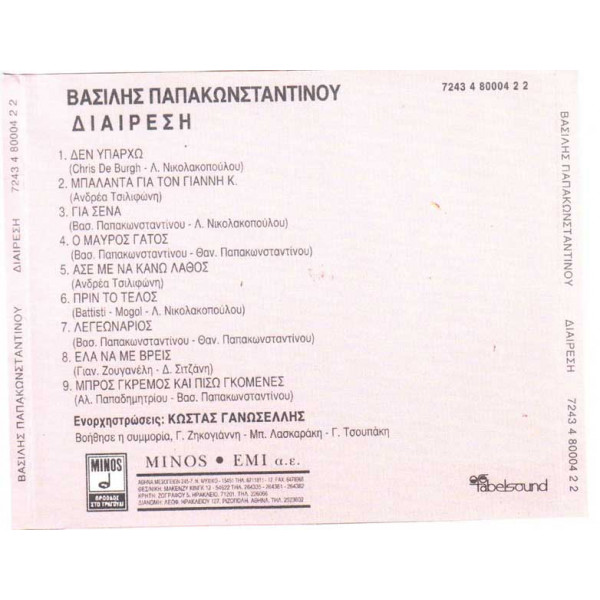 ΒΑΣΙΛΗΣ ΠΑΠΑΚΩΝΣΤΑΝΤΙΝΟΥ
7243 4 80004 2 2
ΔΙΑΙΡΕΣΗ
1. ΔΕΝ ΥΠΑΡΧΩ
(Chris De Burgh - Λ. Νικολακοπούλου)
2. ΜΠΑΛΑΝΤΑ ΓΙΑ ΤΟΝ ΓΙΑΝΝΗ Κ.
(Ανδρέα Τσιλιφώνη)
3. ΓΙΑ ΣΕΝΑ
(Βασ. Παπακωνσταντίνου - Λ. Νικολακοπούλου)
4. Ο ΜΑΥΡΟΣ ΓΑΤΟΣ
(Βασ. Παπακωνσταντίνου - Θαν. Παπακωνσταντίνου)
5. ΑΣΕ ΜΕ ΝΑ ΚΑΝΩ ΛΑΘΟΣ
(Ανδρέα Τσιλιφώνη)
6. ΠΡΙΝ ΤΟ ΤΕΛΟΣ
(Battisti - Mogol - Λ. Νικολακοπούλου)
7. ΛΕΓΕΩΝΑΡΙΟΣ
(Βασ. Παπακωνσταντίνου - Θαν. Παπακωνσταντίνου)
8. ΕΛΑ ΝΑ ΜΕ ΒΡΕΙΣ
(Γιαν. Ζουγανέλη - Δ. Σιτζάνη)
9. ΜΠΡΟΣ ΓΚΡΕΜΟΣ ΚΑΙ ΠΙΣΩ ΓΚΟΜΕΝΕΣ
(Αλ. Παπαδημητρίου - Βασ. Παπακωνσταντίνου)
Ενορχηστρώσεις: ΚΩΣΤΑΣ ΓΑΝΩΣΕΛΛΗΣ
Βοήθησε η συμμορία, Γ. Ζηκογιάννη - Μπ. Λασκαράκη - Γ. Τσουπάκη
MINOS
ΠΡΟΟΔΟΣ
ΣΤΟ ΤΡΑΓΟΥΔΙ
MINOS • EMI α.ε.
fabelsound
ΒΑΣΙΛΗΣ ΠΑΠΑΚΩΝΣΤΑΝΤΙΝΟΥ ΔΙΑΙΡΕΣΗ 7243 4 80004 2 2
ΒΑΣΙΛΗΣ ΠΑΠΑΚΩΝΣΤΑΝΤΙΝΟΥ ΔΙΑΙΡΕΣΗ 7243 4 80004 2 2